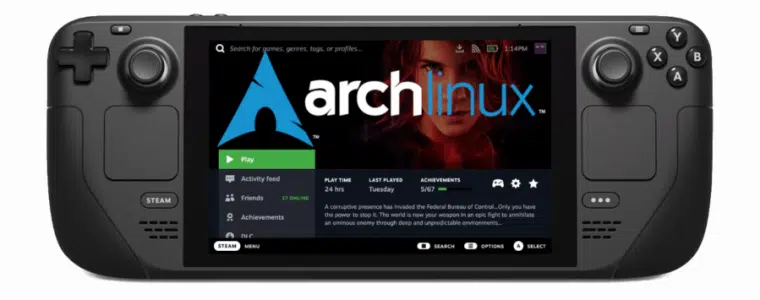 Search for games, genres, tags, or profiles...
1:14PM
Y
X
B
A
archlinux™
™
Play
Activity feed
Friends
27 ONLINE
Achievements
DLC
PLAY TIME
24 hrs
LAST PLAYED
Tuesday
ACHIEVEMENTS
5/67
A corruptive presence has invaded the Federal Bureau of Control...Only you have
the power to stop it. The world is now your weapon in an epic fight to annihilate
an ominous enemy through deep and unpredictable environments...
STEAM
STEAM MENU
SEARCH
OPTIONS
A SELECT